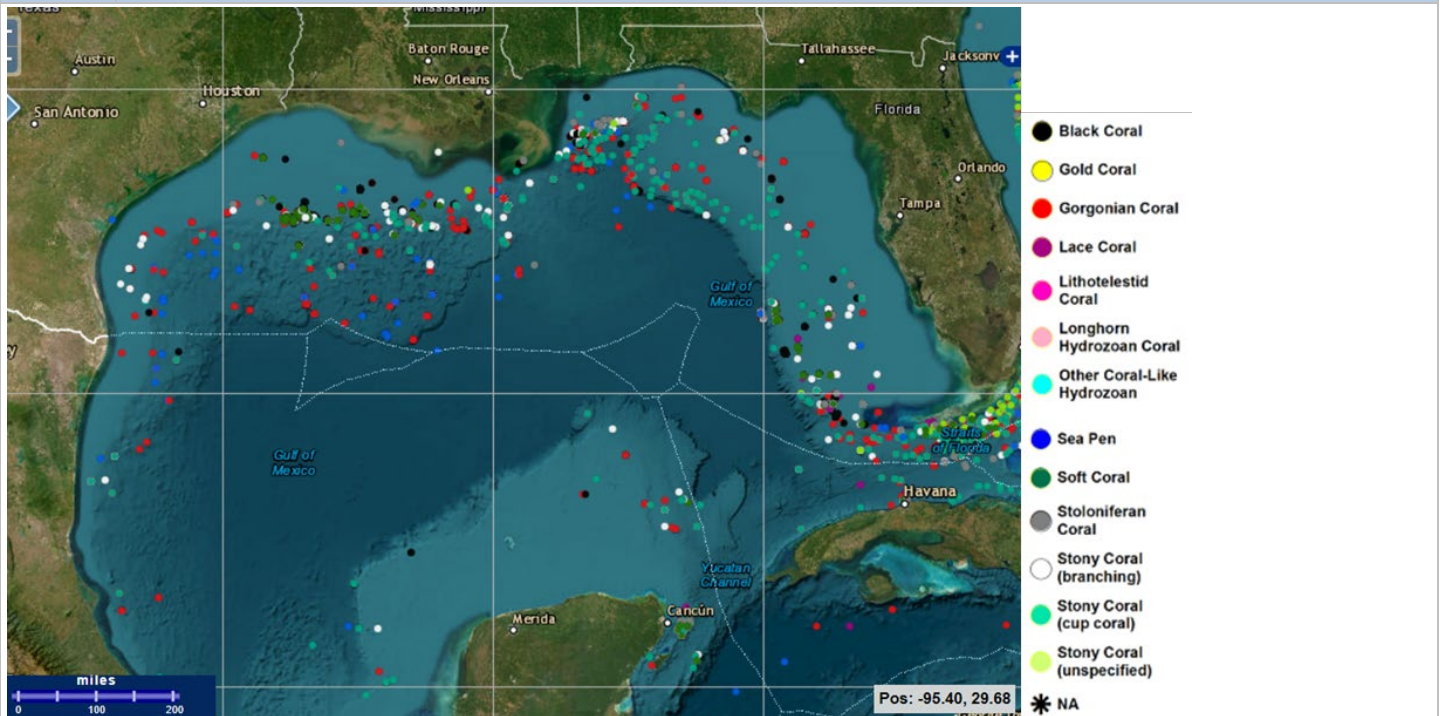 Texas
Mississippi
Austin
Baton Rouge
Tallahassee
Jacksonv
New Orleans
Houston
San Antonio
Florida
Orlando
Tampa
Gulf of
Mexico
y
Straits
of Florida
Gulf of
Mexico
Havana
Yucatan
Channel
Merida
Cancún
miles
0 100 200
Pos: -95.40, 29.68
Black Coral
Gold Coral
Gorgonian Coral
Lace Coral
Lithotelestid
Coral
Longhorn
Hydrozoan Coral
Other Coral-Like
Hydrozoan
Sea Pen
Soft Coral
Stoloniferan
Coral
Stony Coral
(branching)
Stony Coral
(cup coral)
Stony Coral
(unspecified)
NA